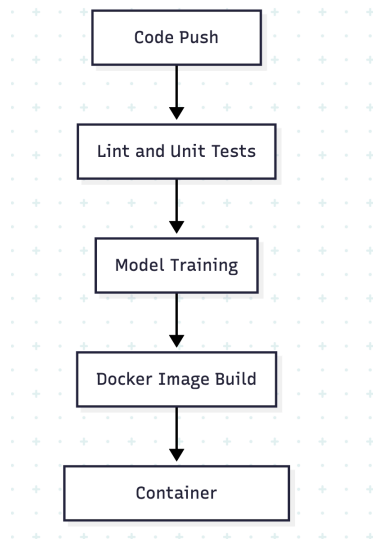 Code Push
Lint and Unit Tests
Model Training
Docker Image Build
Container